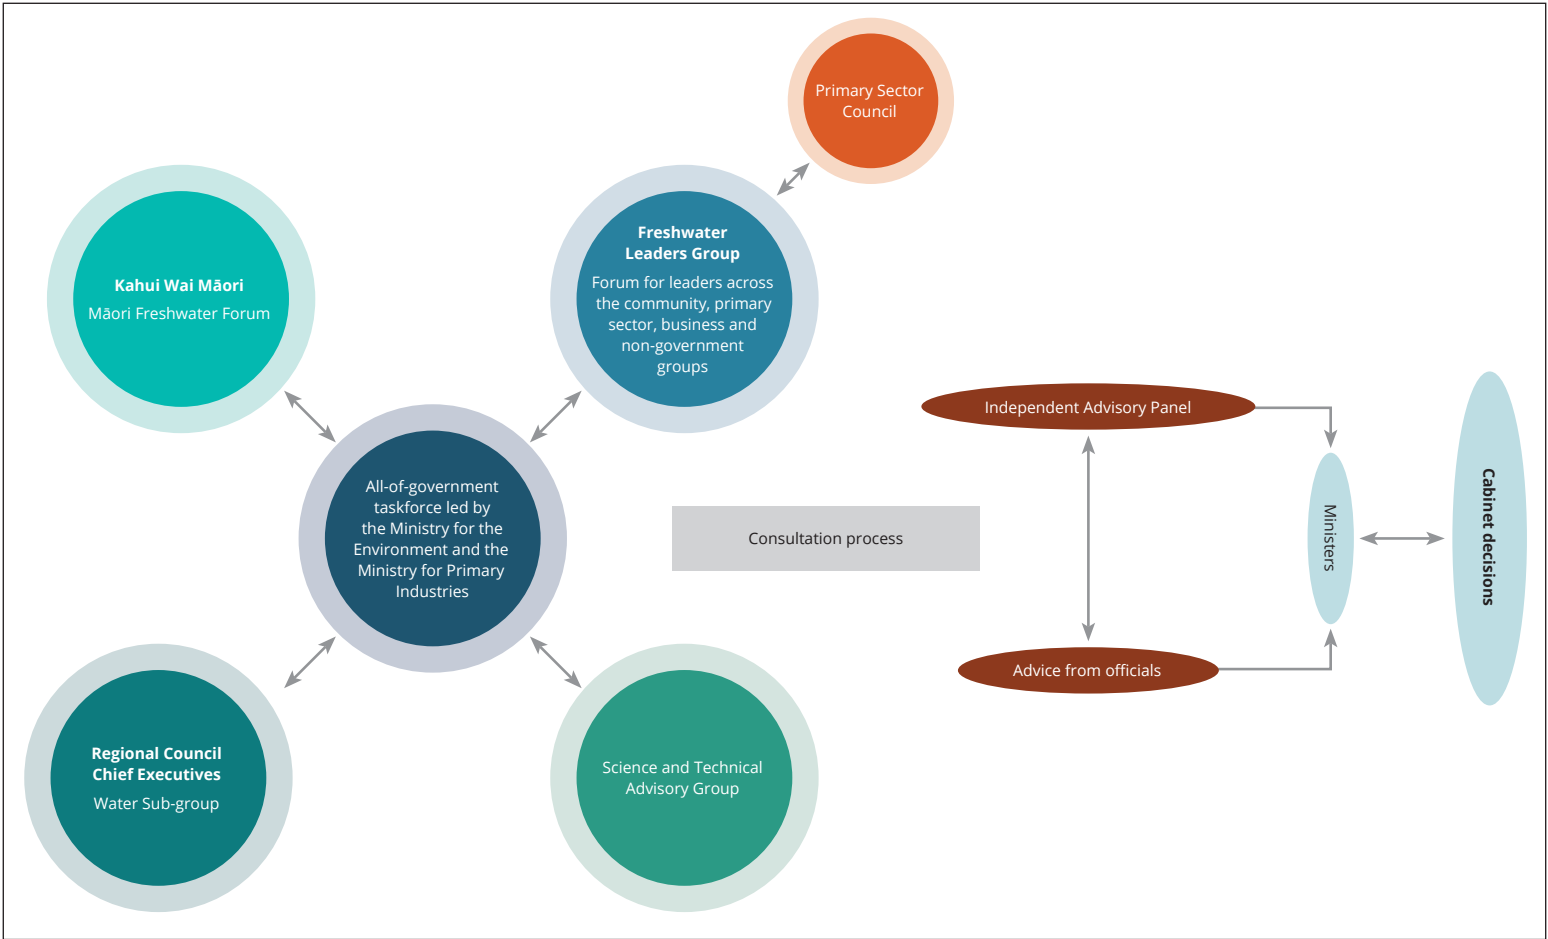 Primary Sector
Council
Kahui Wai Māori
Māori Freshwater Forum
Freshwater
Leaders Group
Forum for leaders across
the community, primary
sector, business and
non-government
groups
All-of-government
taskforce led by
the Ministry for the
Environment and the
Ministry for Primary
Industries
Regional Council
Chief Executives
Water Sub-group
Science and Technical
Advisory Group
Consultation process
Independent Advisory Panel
Advice from officials
Ministers
Cabinet decisions